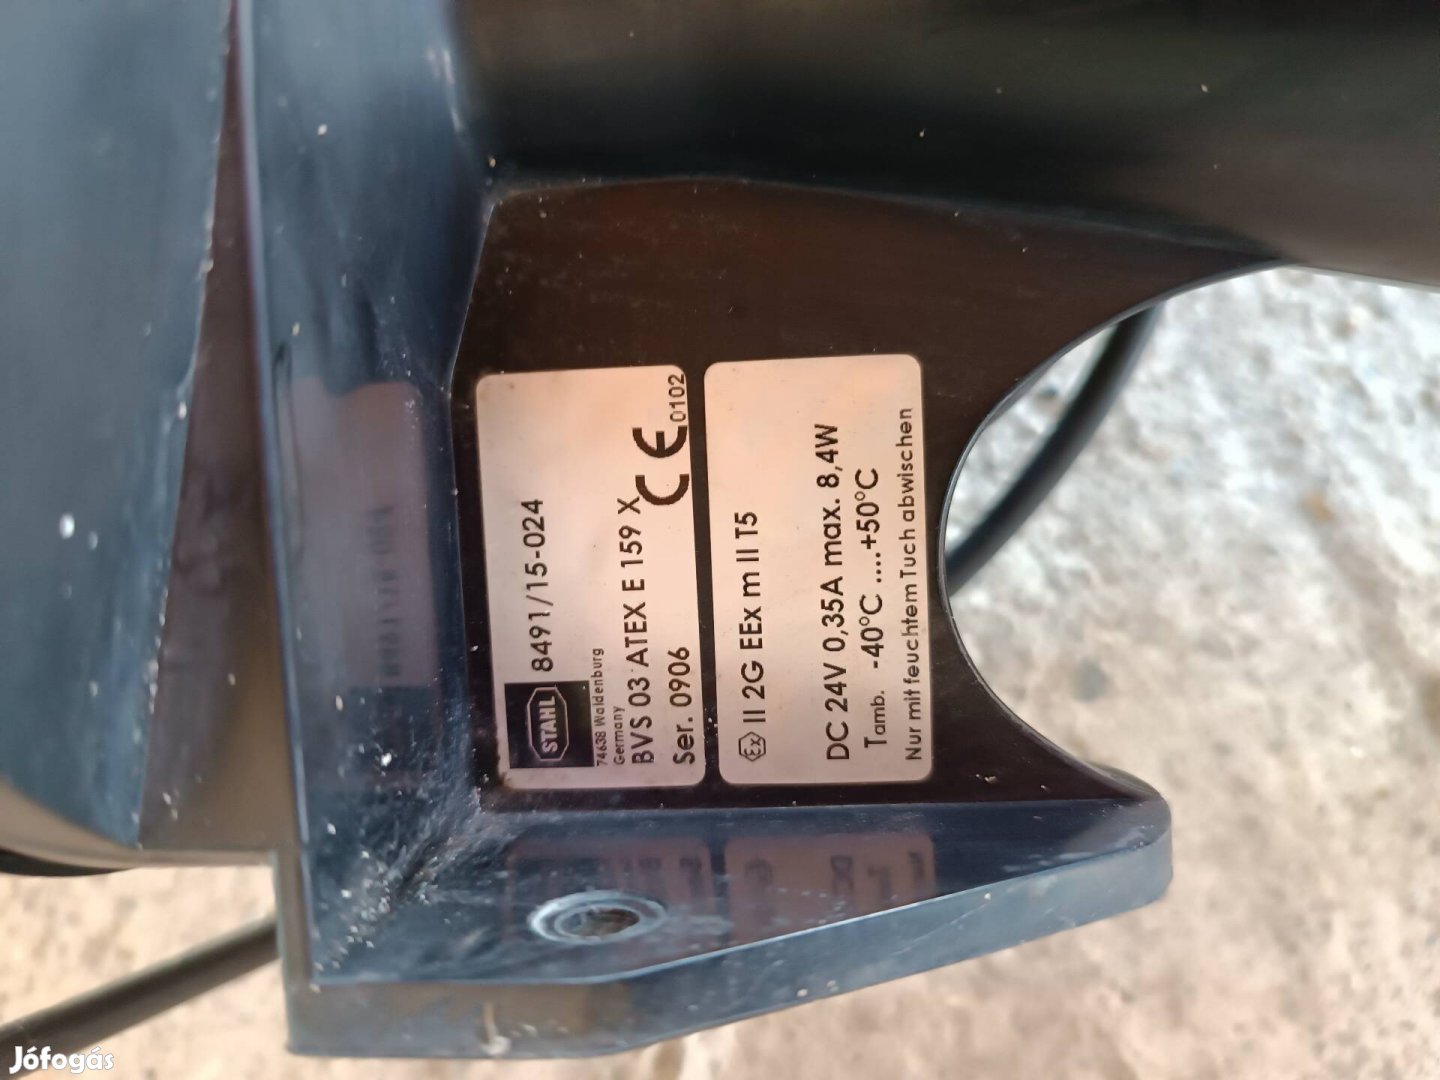 STAHL 8491/15-024
74638 Waldenburg
Germany
BVS 03 ATEX E 159 X
Ser. 0906 CE 0102
Ex II 2G EEx m II T5
DC 24V 0,35A max. 8,4W
Tamb. -40°C ....+50°C
Nur mit feuchtem Tuch abwischen
Jófogás